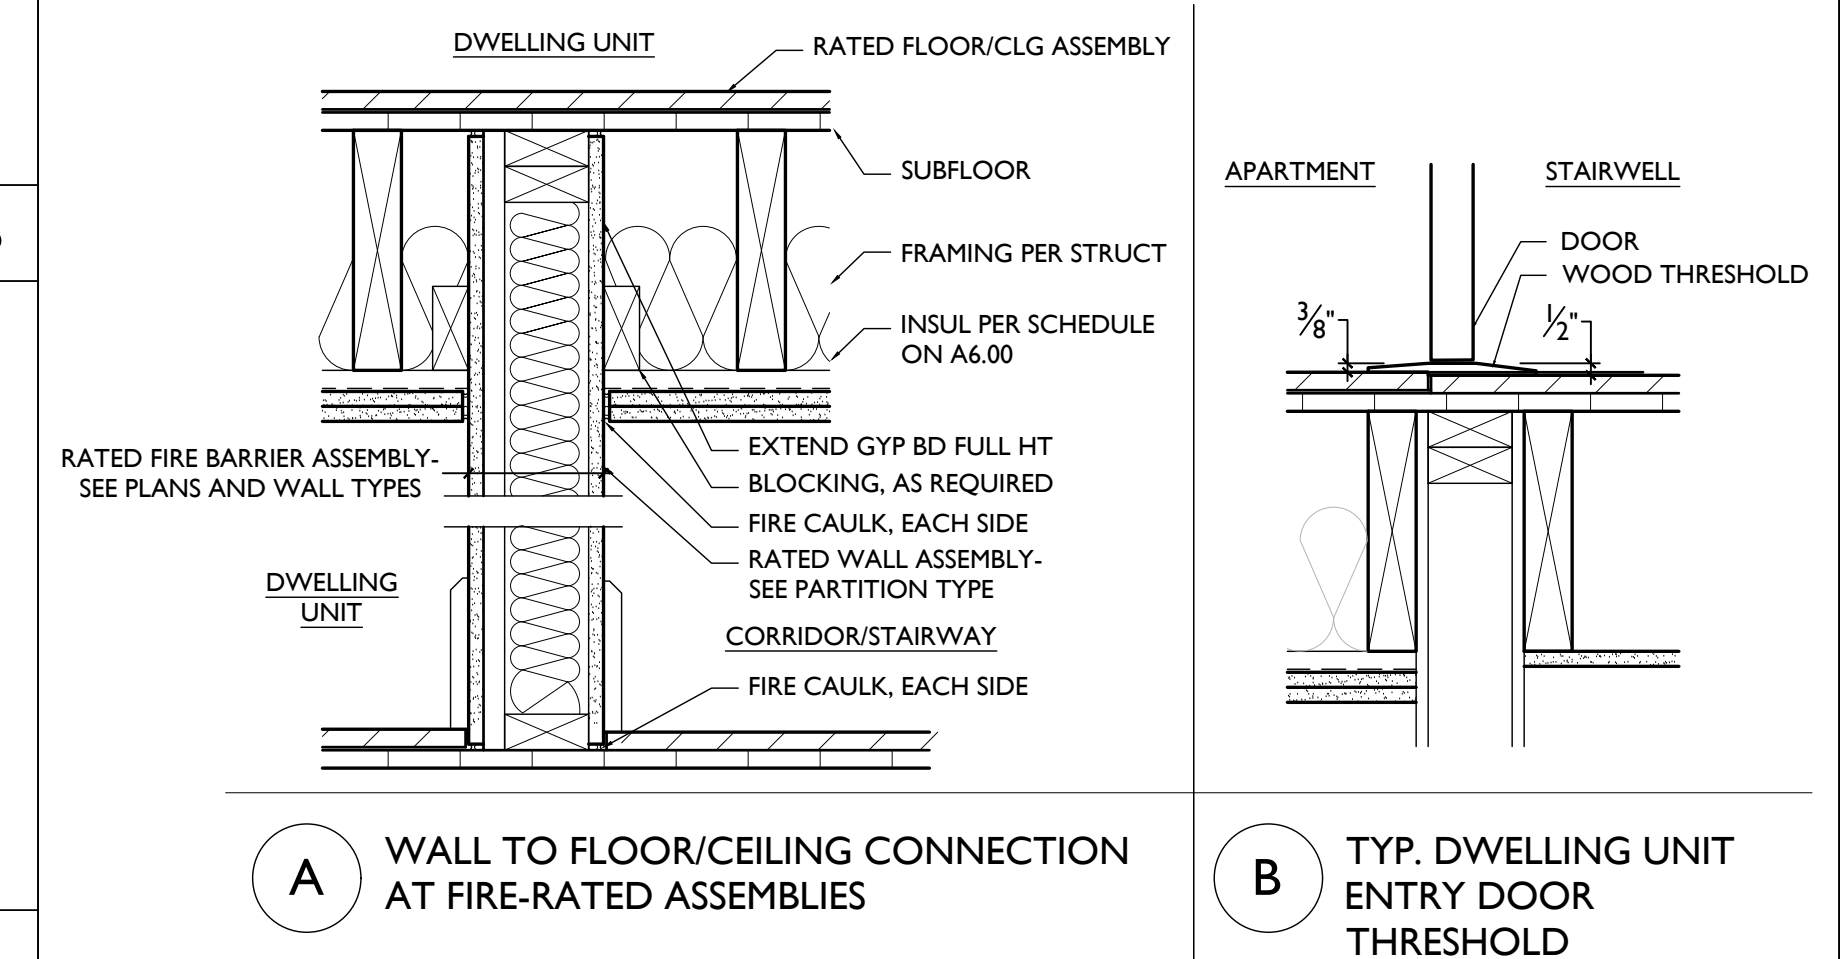 DWELLING UNIT
RATED FLOOR/CLG ASSEMBLY
SUBFLOOR
FRAMING PER STRUCT
INSUL PER SCHEDULE
ON A6.00
RATED FIRE BARRIER ASSEMBLY-
SEE PLANS AND WALL TYPES
EXTEND GYP BD FULL HT
BLOCKING, AS REQUIRED
FIRE CAULK, EACH SIDE
RATED WALL ASSEMBLY-
SEE PARTITION TYPE
DWELLING
UNIT
CORRIDOR/STAIRWAY
FIRE CAULK, EACH SIDE
A
WALL TO FLOOR/CEILING CONNECTION
AT FIRE-RATED ASSEMBLIES
APARTMENT
STAIRWELL
DOOR
WOOD THRESHOLD
3/8"
1/2"
B
TYP. DWELLING UNIT
ENTRY DOOR
THRESHOLD